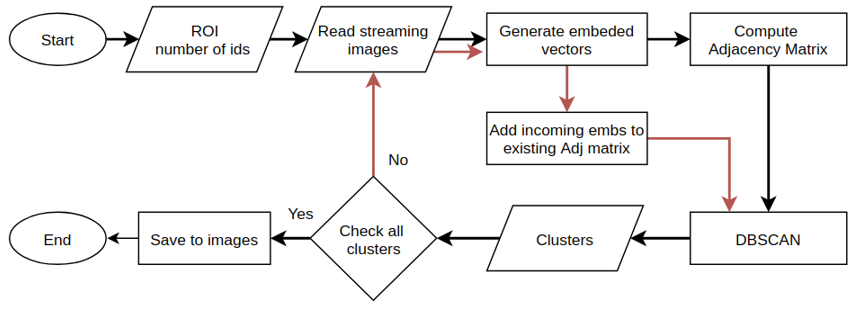 Start
ROI
number of ids
Read streaming
images
Generate embeded
vectors
Compute
Adjacency Matrix
Add incoming embs to
existing Adj matrix
No
Yes
End
Save to images
Check all
clusters
Clusters
DBSCAN